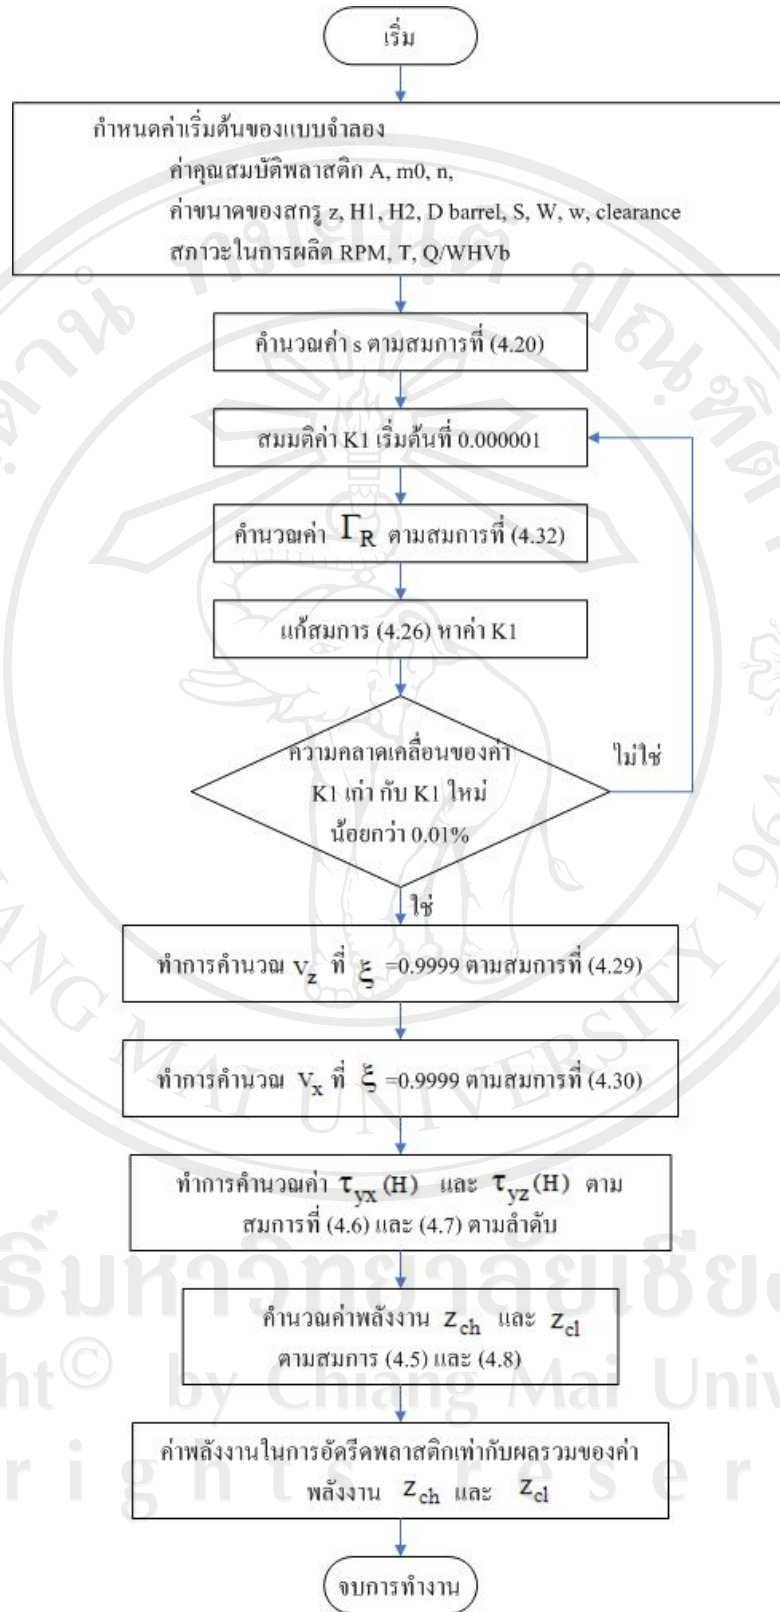 เริ่ม
กำหนดค่าเริ่มต้นของแบบจำลอง
ค่าคุณสมบัติพลาสติก A, m0, n,
ค่าขนาดของสกรู z, H1, H2, D barrel, S, W, w, clearance
สภาวะในการผลิต RPM, T, Q/WHVb
คำนวณค่า s ตามสมการที่ (4.20)
สมมติค่า K1 เริ่มต้นที่ 0.000001
คำนวณค่า Γ_R ตามสมการที่ (4.32)
แก้สมการ (4.26) หาค่า K1
ความคลาดเคลื่อนของค่า
K1 เก่า กับ K1 ใหม่
น้อยกว่า 0.01%
ไม่ใช่
ใช่
ทำการคำนวณ v_z ที่ ξ =0.9999 ตามสมการที่ (4.29)
ทำการคำนวณ v_x ที่ ξ =0.9999 ตามสมการที่ (4.30)
ทำการคำนวณค่า τ_yx(H) และ τ_yz(H) ตาม
สมการที่ (4.6) และ (4.7) ตามลำดับ
คำนวณค่าพลังงาน z_ch และ z_cl
ตามสมการ (4.5) และ (4.8)
ค่าพลังงานในการอัดรีดพลาสติกเท่ากับผลรวมของค่า
พลังงาน z_ch และ z_cl
จบการทำงาน
ANG MAI UNIVERSITY 1964
ht© by Chiang Mai Univ
rights reser